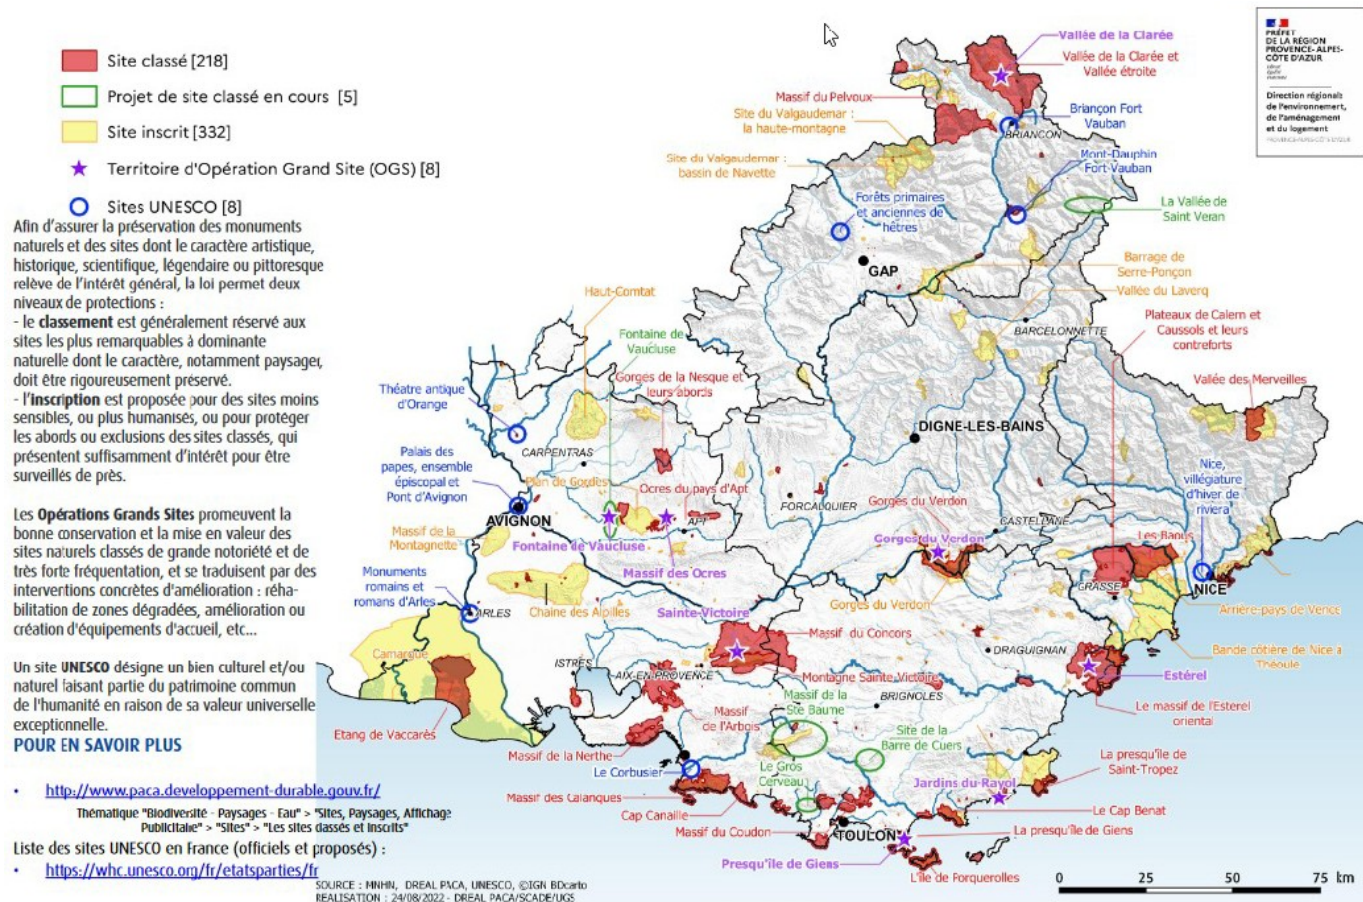 Site classé [218]
Projet de site classé en cours [5]
Site inscrit [332]
Territoire d'Opération Grand Site (OGS) [8]
Sites UNESCO [8]
Afin d'assurer la préservation des monuments
naturels et des sites dont le caractère artistique,
historique, scientifique, légendaire ou pittoresque
relève de l'intérêt général, la loi permet deux
niveaux de protections :
- le classement est généralement réservé aux
sites les plus remarquables à dominante
naturelle dont le caractère, notamment paysager,
doit être rigoureusement préservé.
- l'inscription est proposée pour des sites moins
sensibles, ou plus humanisés, ou pour protéger
les abords ou exclusions des sites classés, qui
présentent suffisamment d'intérêt pour être
surveillés de près.
Les Opérations Grands Sites promeuvent la
bonne conservation et la mise en valeur des
sites naturels classés de grande notoriété et de
très forte fréquentation, et se traduisent par des
interventions concrètes d'amélioration : réha-
bilitation de zones dégradées, amélioration ou
création d'équipements d'accueil, etc...
Un site UNESCO désigne un bien culturel et/ou
naturel faisant partie du patrimoine commun
de l'humanité en raison de sa valeur universelle
exceptionnelle.
POUR EN SAVOIR PLUS
• http://www.paca.developpement-durable.gouv.fr/
Thématique "Biodiversité - Paysages - Eau" > "Sites, Paysages, Affichage
Publicitaire" > "Sites" > "Les sites classés et inscrits"
Liste des sites UNESCO en France (officiels et proposés) :
• https://whc.unesco.org/fr/etatsparties/fr
PRÉFET
DE LA RÉGION
PROVENCE-ALPES-
CÔTE D'AZUR
Direction régionale
de l'environnement,
de l'aménagement
et du logement
PROVENCE-ALPES-CÔTE D'AZUR
Vallée de la Clarée
Vallée de la Clarée et
Vallée étroite
Massif du Pelvoux
Site du Valgaudemar :
la haute-montagne
Briançon Fort
Vauban
BRIANCON
Site du Valgaudemar :
bassin de Navette
Mont-Dauphin
Fort-Vauban
Forêts primaires
et anciennes de
hêtres
La Vallée de
Saint Veran
GAP
Barrage de
Serre-Ponçon
Vallée du Laverq
Haut-Comtat
BARCELONNETTE
Plateaux de Calern et
Caussols et leurs
contreforts
Fontaine de
Vaucluse
Gorges de la Nesque et
leurs abords
Vallée des Merveilles
Théatre antique
d'Orange
DIGNE-LES-BAINS
CARPENTRAS
Palais des
papes, ensemble
épiscopal et
Pont d'Avignon
Plan de Gordes
Ocres du pays d'Apt
Gorges du Verdon
Nice,
villégiature
d'hiver de
riviera
FORCALQUIER
AVIGNON
APT
CASTELLANE
Massif de la
Montagnette
Fontaine de Vaucluse
Gorges du Verdon
Les Baous
Massif des Ocres
Monuments
romains et
romans d'Arles
GRASSE
NICE
Chaine des Alpilles
ARLES
Sainte-Victoire
Gorges du Verdon
Arrière-pays de Vence
Massif du Concors
Camargue
DRAGUIGNAN
Bande côtière de Nice à
Théoule
ISTRES
AIX-EN-PROVENCE
Montagne Sainte-Victoire
Estérel
Massif de la
Ste Baume
BRIGNOLES
Massif
de l'Arbois
Le massif de l'Esterel
oriental
Etang de Vaccarès
Site de la
Barre de Cuers
Massif de la Nerthe
La presqu'île de
Saint-Tropez
Le Corbusier
Le Gros
Cerveau
Jardins du Rayol
Massif des Calanques
Cap Canaille
Le Cap Benat
Massif du Coudon
TOULON
La presqu'île de Giens
Presqu'île de Giens
L'île de Porquerolles
SOURCE : MNHN, DREAL PACA, UNESCO, ©IGN BDcarto
REALISATION : 24/08/2022 - DREAL PACA/SCADE/UGS
0 25 50 75 km